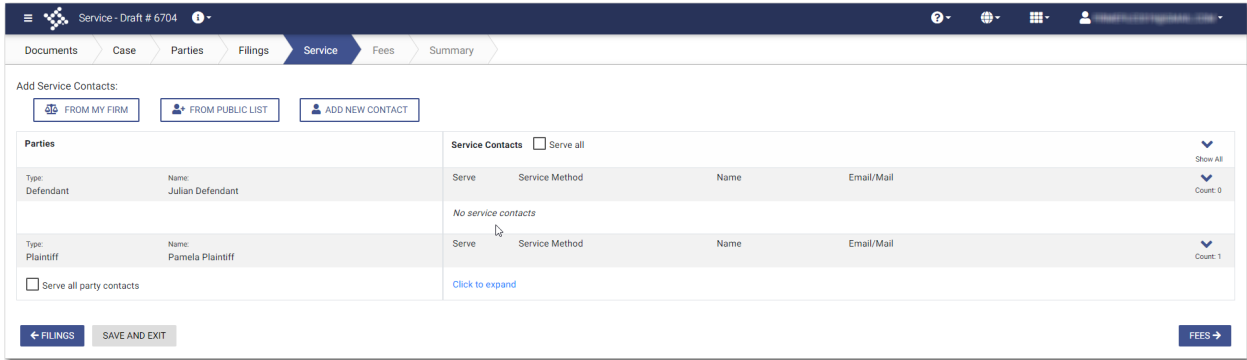 Service - Draft # 6704
Documents Case Parties Filings Service Fees Summary
Add Service Contacts:
FROM MY FIRM FROM PUBLIC LIST ADD NEW CONTACT
Parties Service Contacts Serve all
Show All
Type: Name: Serve Service Method Name Email/Mail
Defendant Julian Defendant Count: 0
No service contacts
Type: Name: Serve Service Method Name Email/Mail
Plaintiff Pamela Plaintiff Count: 1
Serve all party contacts Click to expand
FILINGS SAVE AND EXIT FEES